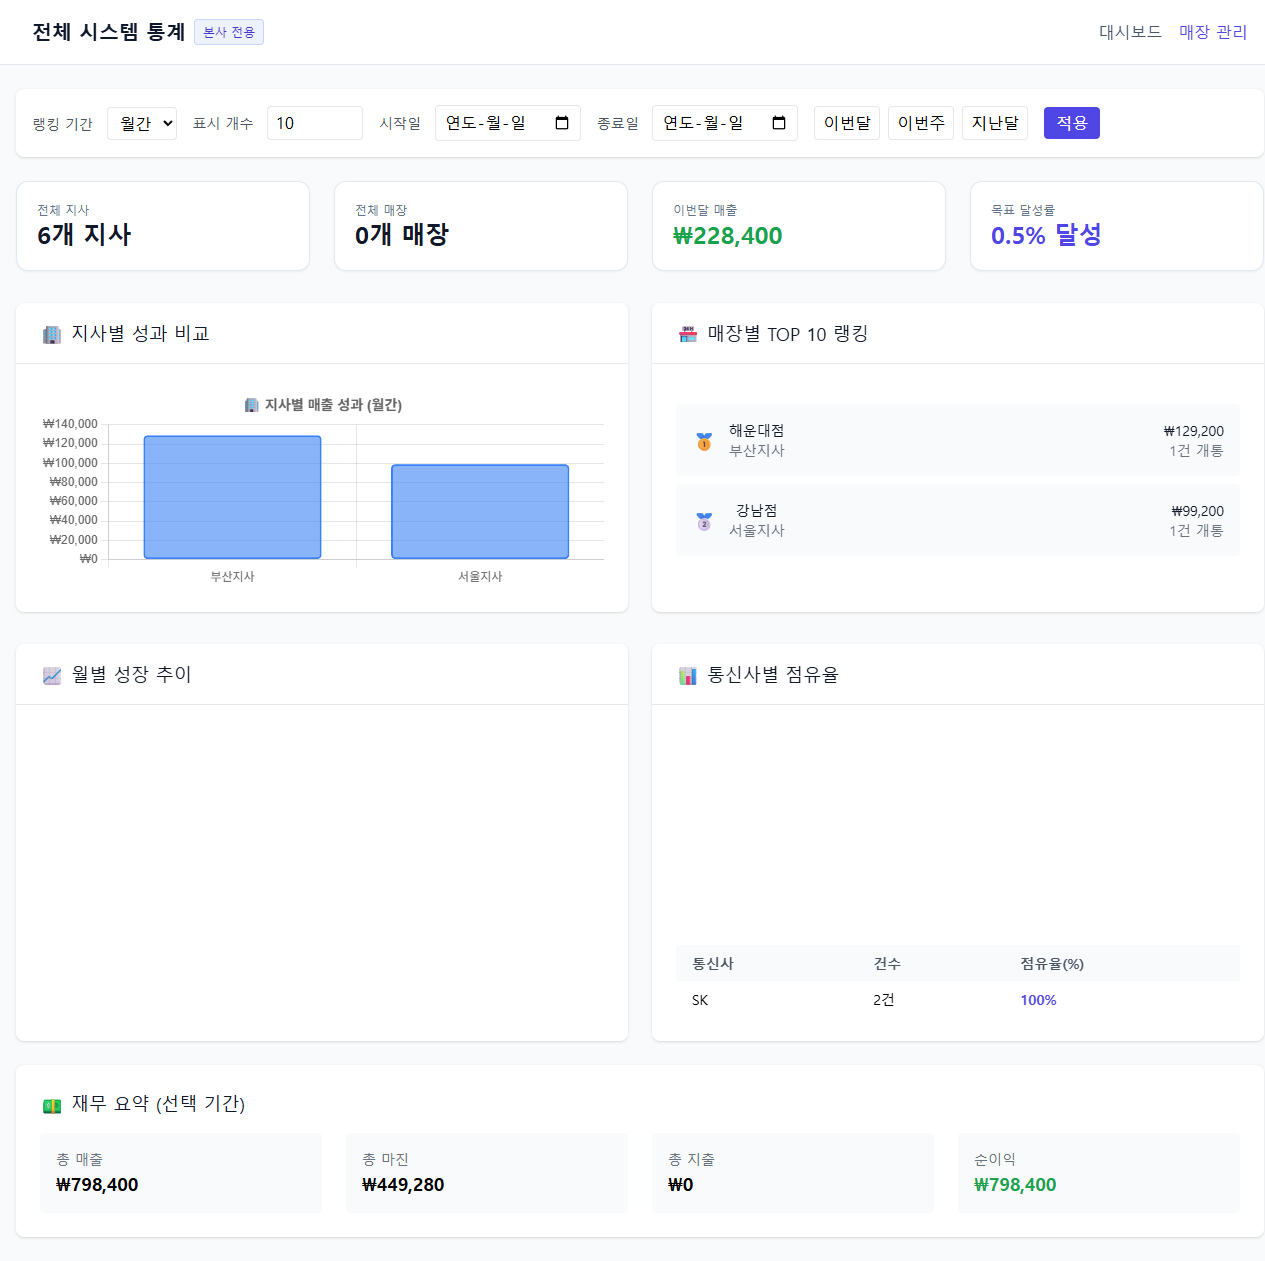 전체 시스템 통계 본사 전용 대시보드 매장 관리
랭킹 기간 월간 표시 개수 10 시작일 연도-월-일 종료일 연도-월-일 이번달 이번주 지난달 적용
전체 지사
6개 지사
전체 매장
0개 매장
이번달 매출
₩228,400
목표 달성률
0.5% 달성
지사별 성과 비교
지사별 매출 성과 (월간)
₩140,000
₩120,000
₩100,000
₩80,000
₩60,000
₩40,000
₩20,000
₩0
부산지사 서울지사
매장별 TOP 10 랭킹
1 해운대점 ₩129,200
부산지사 1건 개통
2 강남점 ₩99,200
서울지사 1건 개통
월별 성장 추이
통신사별 점유율
통신사 건수 점유율(%)
SK 2건 100%
재무 요약 (선택 기간)
총 매출
₩798,400
총 마진
₩449,280
총 지출
₩0
순이익
₩798,400